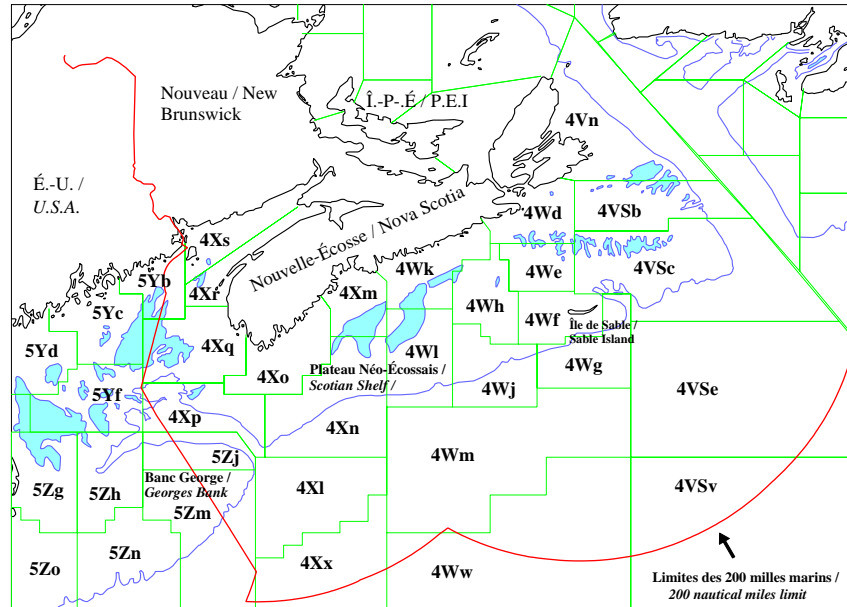 Nouveau / New
Brunswick
Î.-P-.É / P.E.I
4Vn
É.-U. /
U.S.A.
Nouvelle-Écosse / Nova Scotia
4Wd
4VSb
4Xs
5Yb
4Xr
4Xm
4Wk
4We
4VSc
5Yc
4Wh
4Wf
Île de Sable /
Sable Island
5Yd
4Xq
4Xo
Plateau Néo-Écossais /
Scotian Shelf /
4Wl
4Wg
4Wj
4VSe
5Yf
4Xp
4Xn
4Wm
5Zj
Banc George /
Georges Bank
5Zg
5Zh
5Zm
4Xl
4VSv
5Zn
5Zo
4Xx
4Ww
Limites des 200 milles marins /
200 nautical miles limit